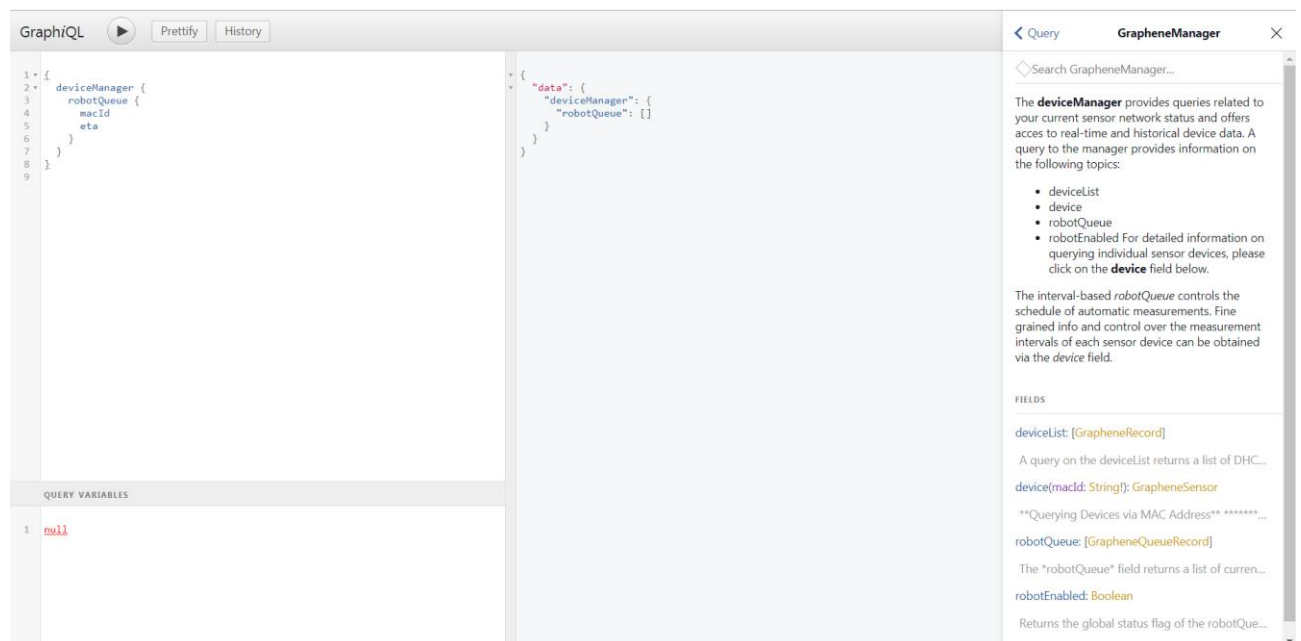 GraphiQL
Prettify
History
1 {
2 deviceManager {
3 robotQueue {
4 macId
5 eta
6 }
7 }
8 }
9
QUERY VARIABLES
1 null
{
"data": {
"deviceManager": {
"robotQueue": []
}
}
}
Query
GrapheneManager
Search GrapheneManager...
The deviceManager provides queries related to
your current sensor network status and offers
acces to real-time and historical device data. A
query to the manager provides information on
the following topics:
• deviceList
• device
• robotQueue
• robotEnabled For detailed information on
querying individual sensor devices, please
click on the device field below.
The interval-based robotQueue controls the
schedule of automatic measurements. Fine
grained info and control over the measurement
intervals of each sensor device can be obtained
via the device field.
FIELDS
deviceList: [GrapheneRecord]
A query on the deviceList returns a list of DHC...
device(macId: String!): GrapheneSensor
**Querying Devices via MAC Address** *******...
robotQueue: [GrapheneQueueRecord]
The *robotQueue* field returns a list of curren...
robotEnabled: Boolean
Returns the global status flag of the robotQue...